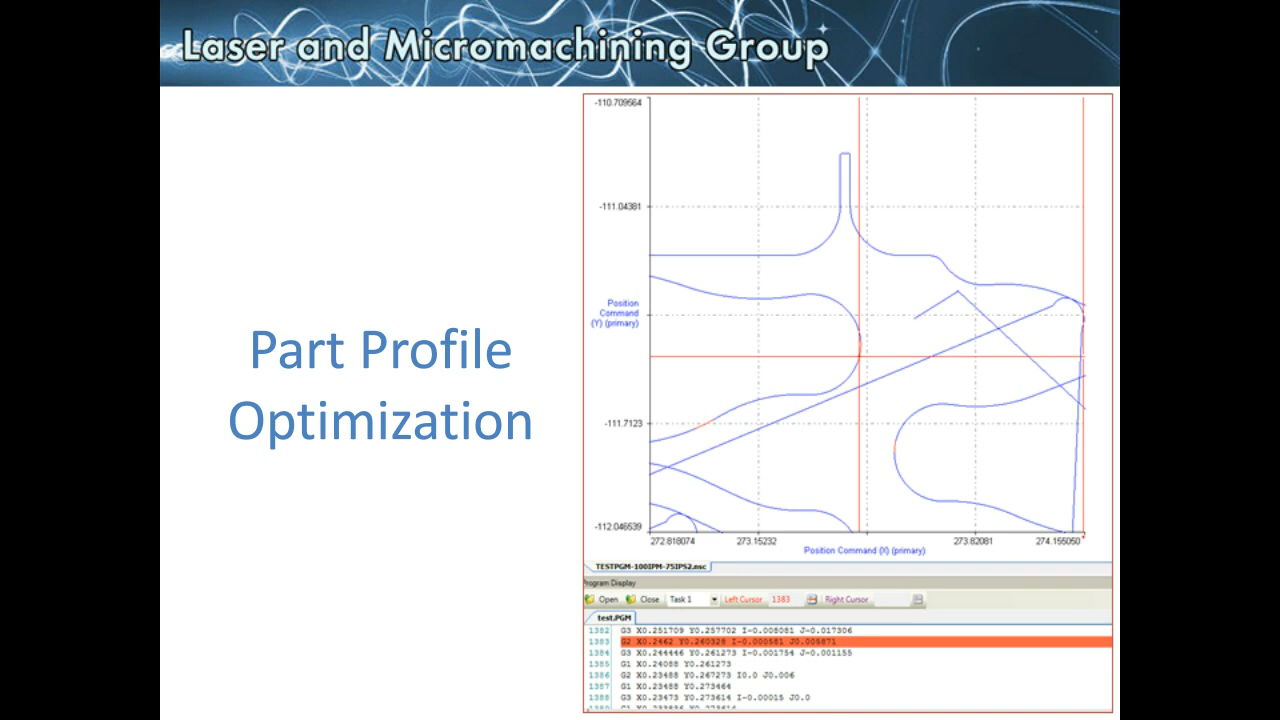 Laser and Micromachining Group
Part Profile
Optimization
-110.709564
-111.04381
Position
Command
(Y) (primary)
-111.7123
-112.046539
272.818074
273.15232
273.82081
274.155050
Position Command (X) (primary)
TESTPGM-100IPM-75IPS2.nsc
Program Display
Open Close Task 1 Left Cursor 1383 Right Cursor
test.PGM
1382 G3 X0.251709 Y0.257702 I-0.008081 J-0.017306
1383 G2 X0.2462 Y0.260328 I-0.000581 J0.005871
1384 G3 X0.244446 Y0.261273 I-0.001754 J-0.001155
1385 G1 X0.24088 Y0.261273
1386 G2 X0.23488 Y0.267273 I0.0 J0.006
1387 G1 X0.23488 Y0.273464
1388 G3 X0.23473 Y0.273614 I-0.00015 J0.0